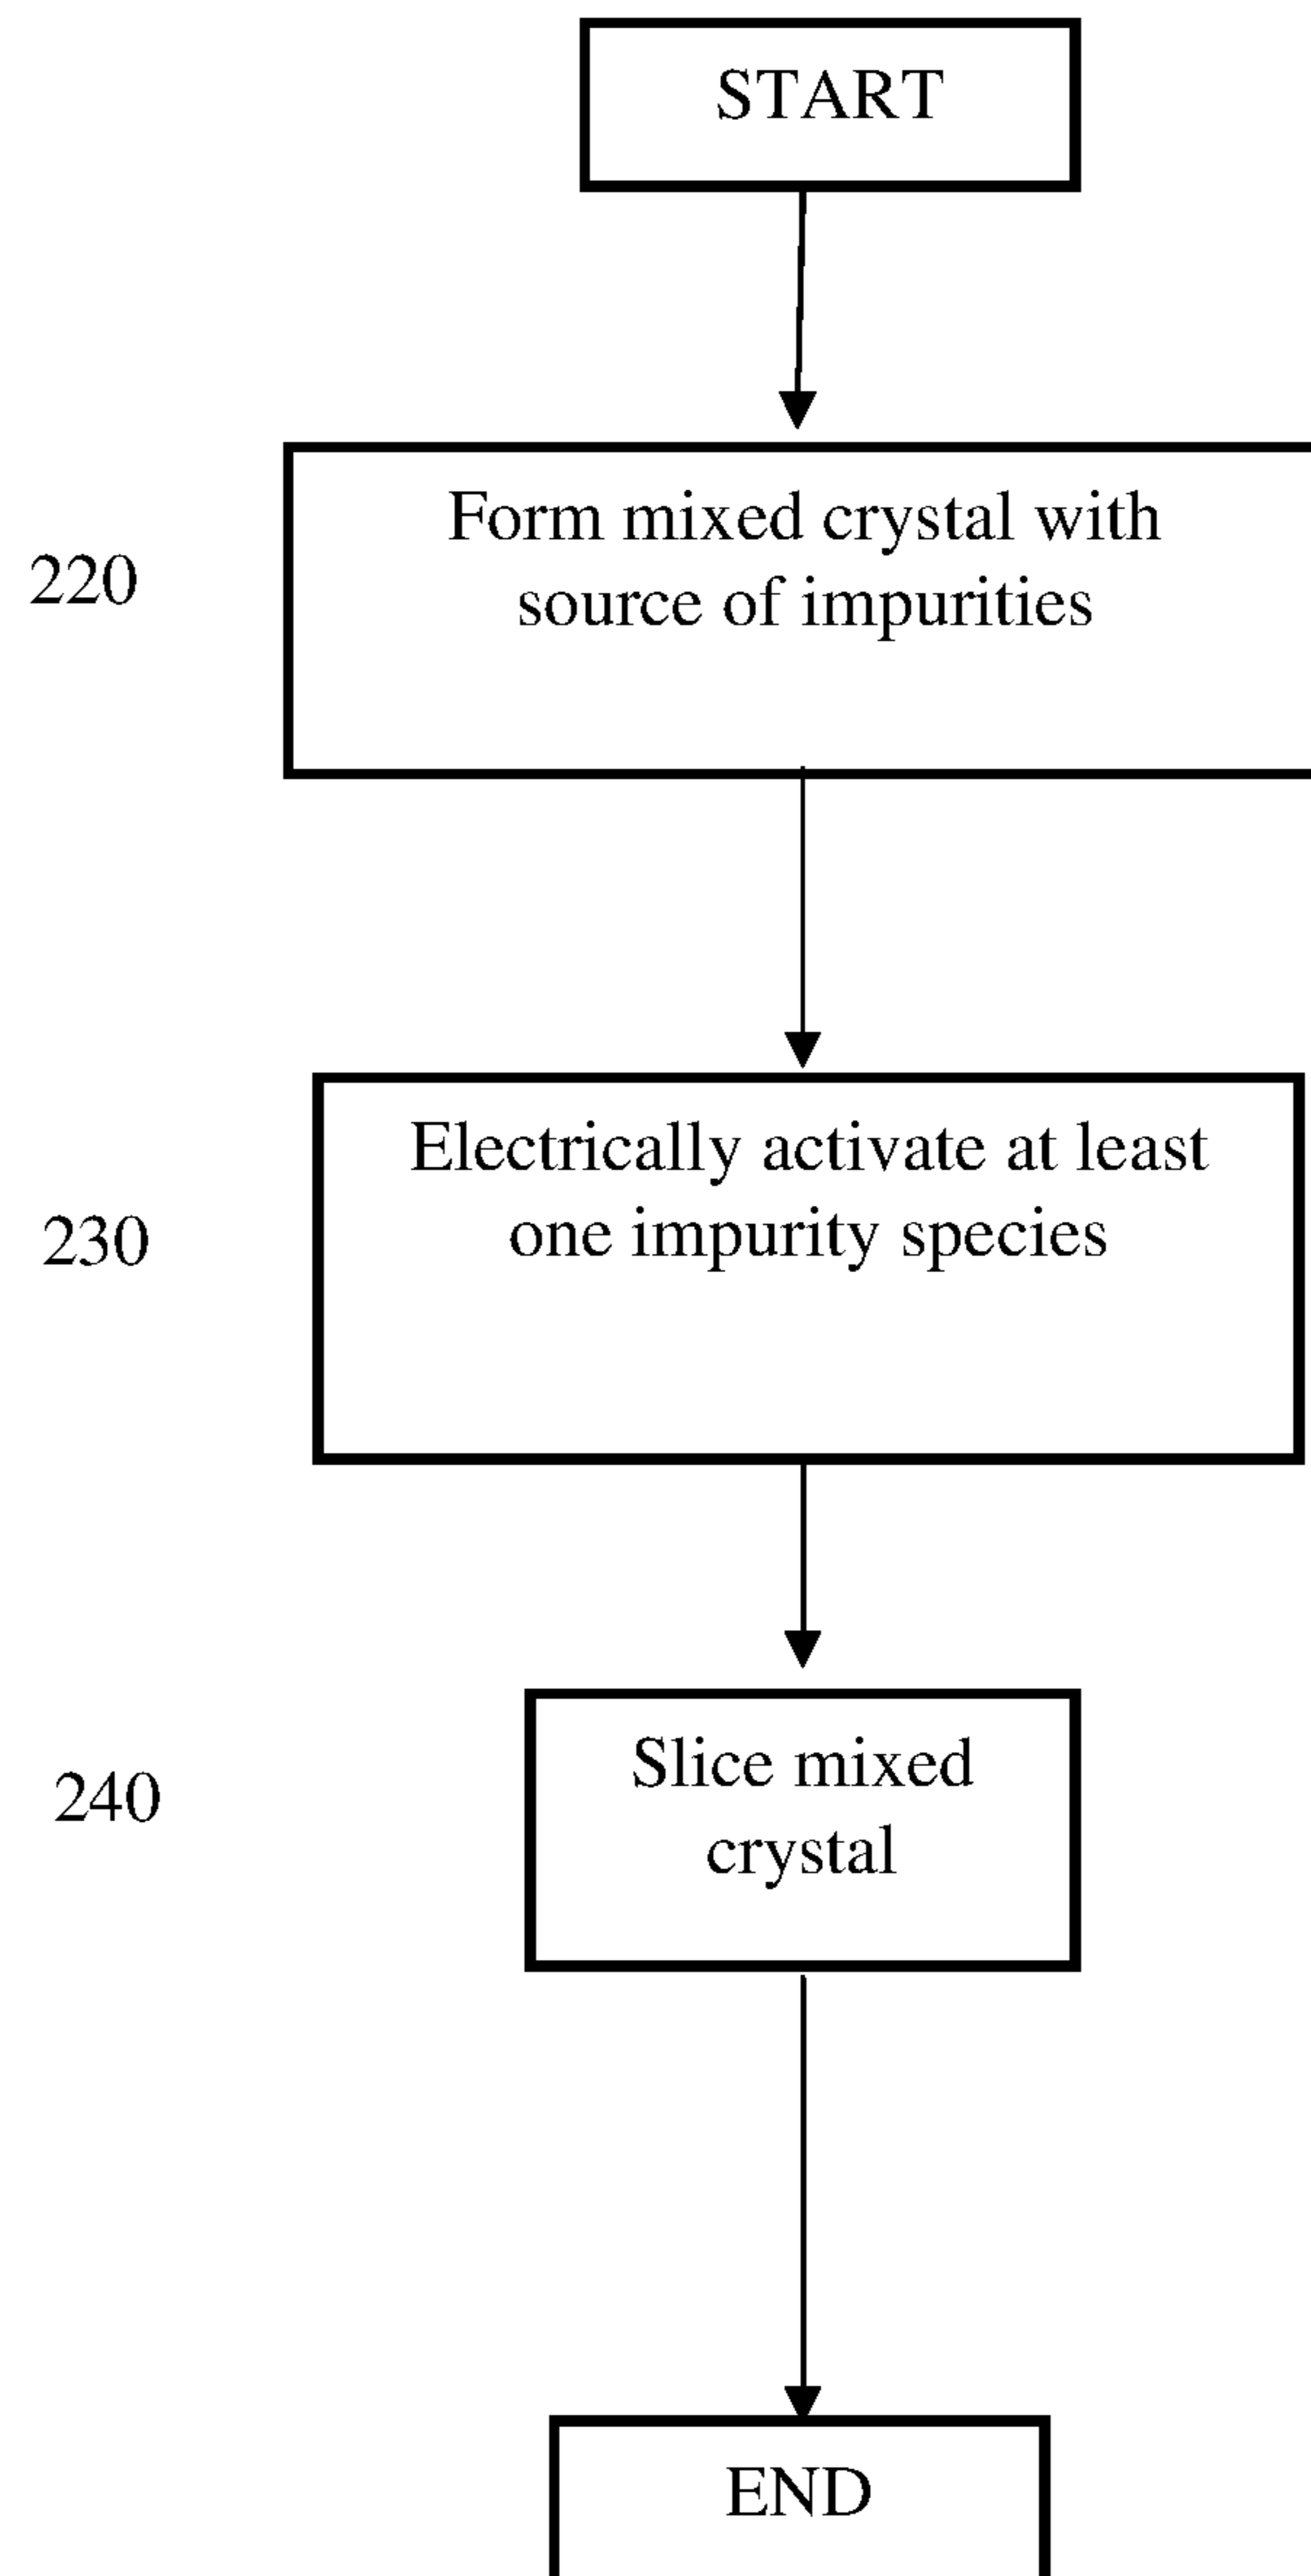 START
220
Form mixed crystal with
source of impurities
230
Electrically activate at least
one impurity species
240
Slice mixed
crystal
END